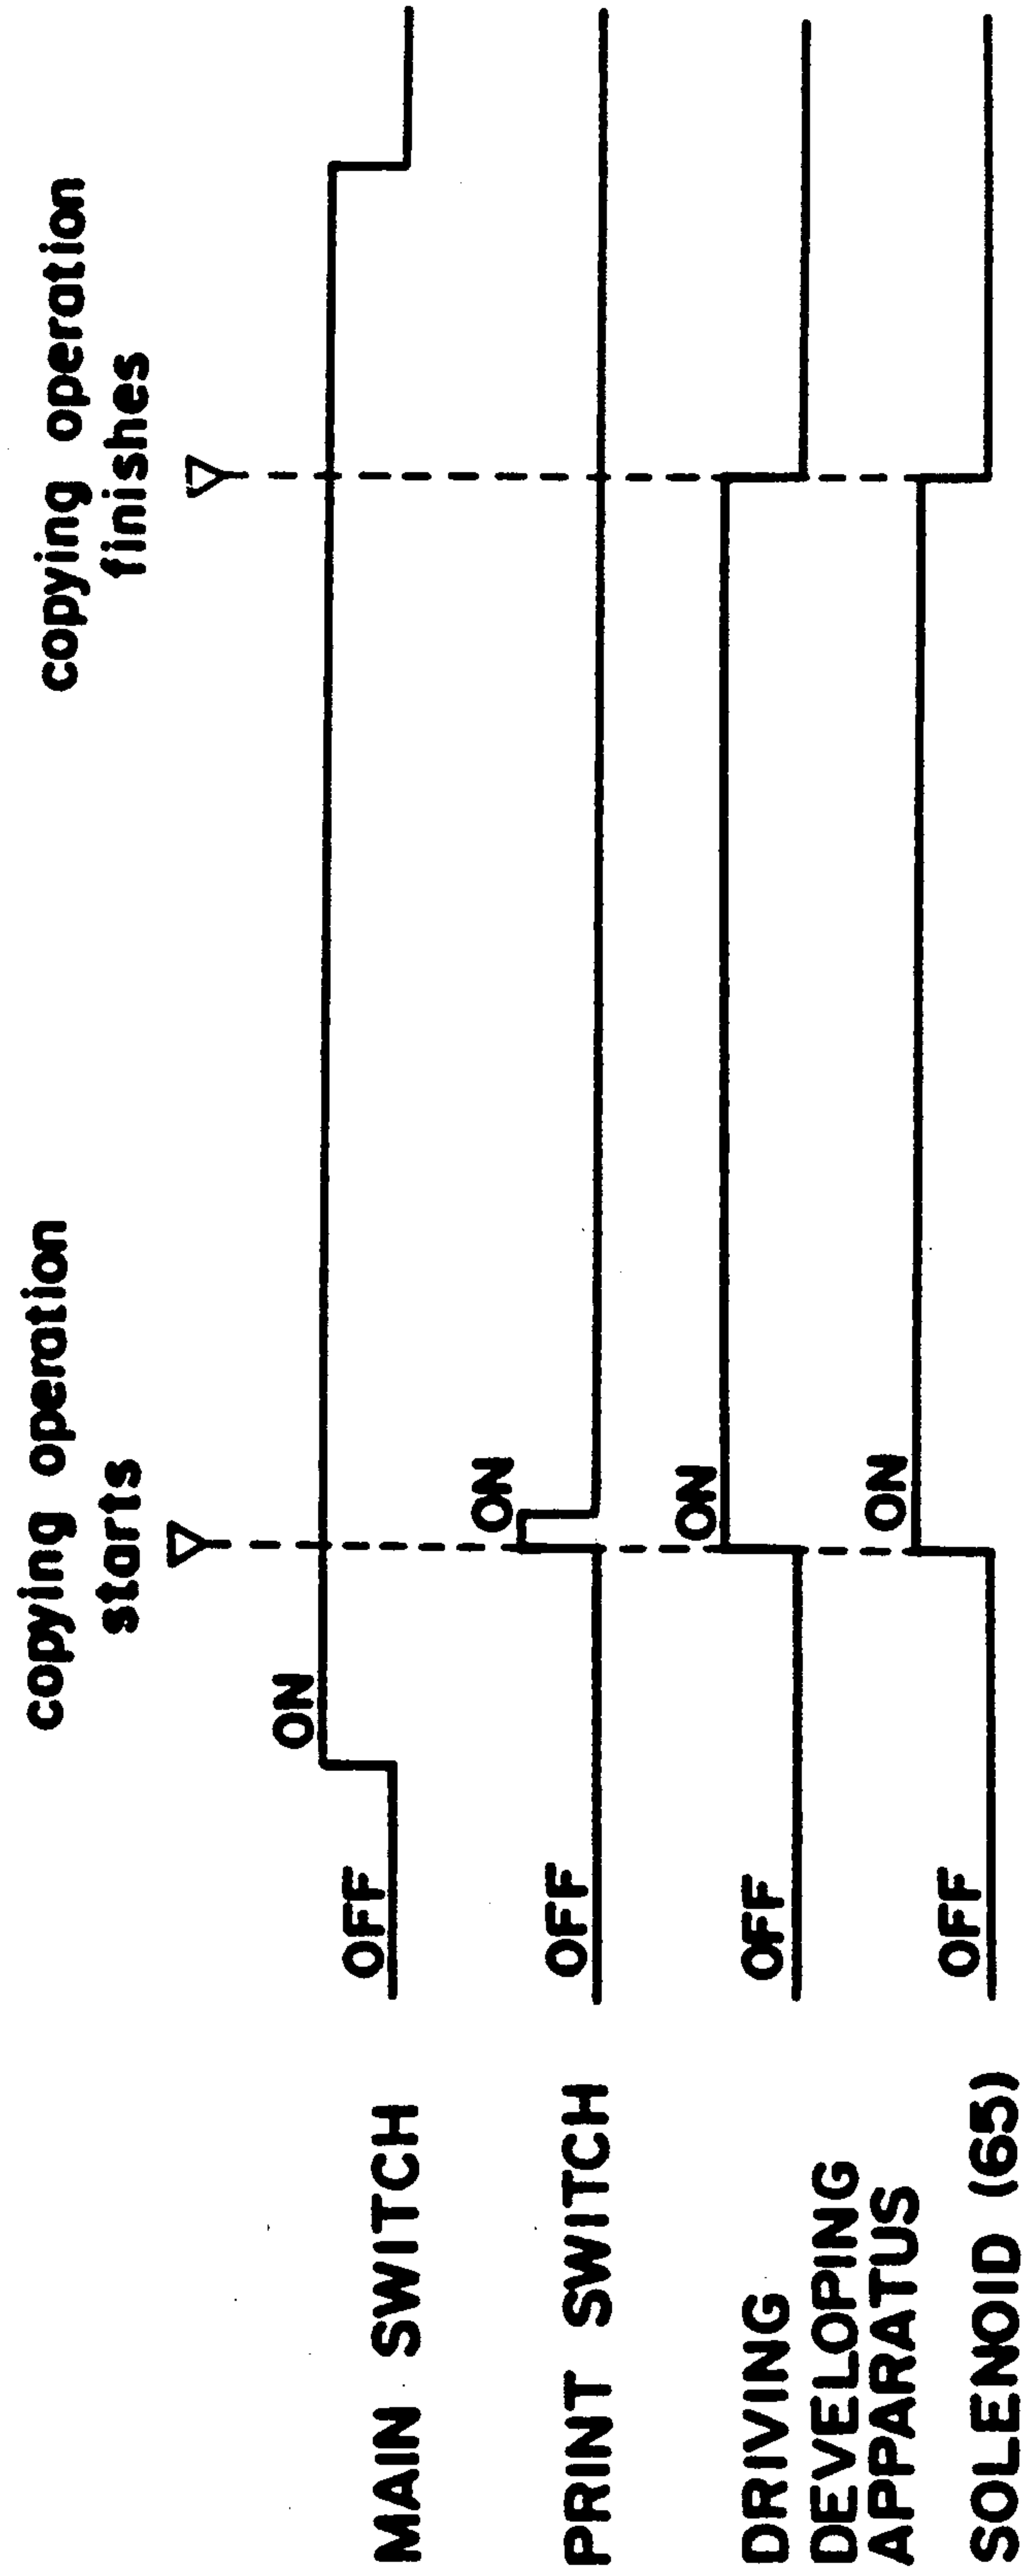 copying operation
starts
copying operation
finishes
MAIN SWITCH
OFF
ON
PRINT SWITCH
OFF
ON
DRIVING
DEVELOPING
APPARATUS
OFF
ON
SOLENOID (65)
OFF
ON